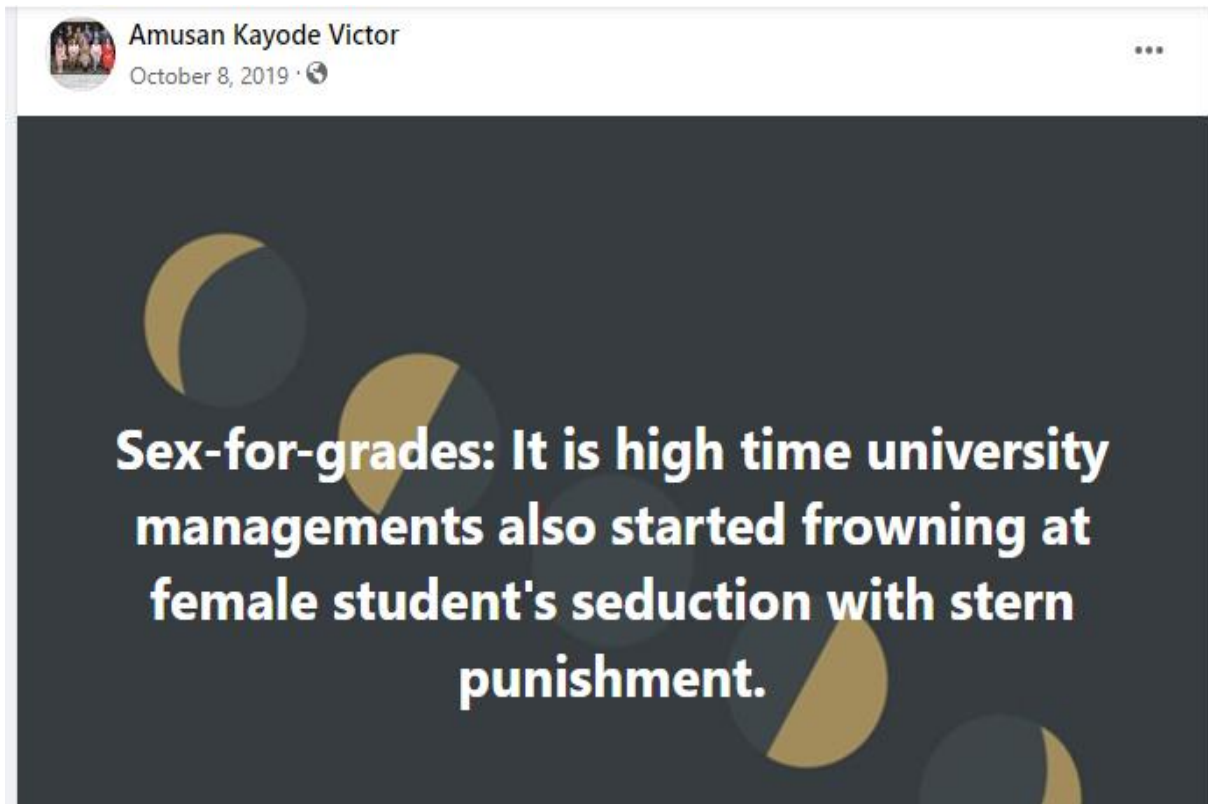 Amusan Kayode Victor
October 8, 2019 ·
Sex-for-grades: It is high time university
managements also started frowning at
female student's seduction with stern
punishment.